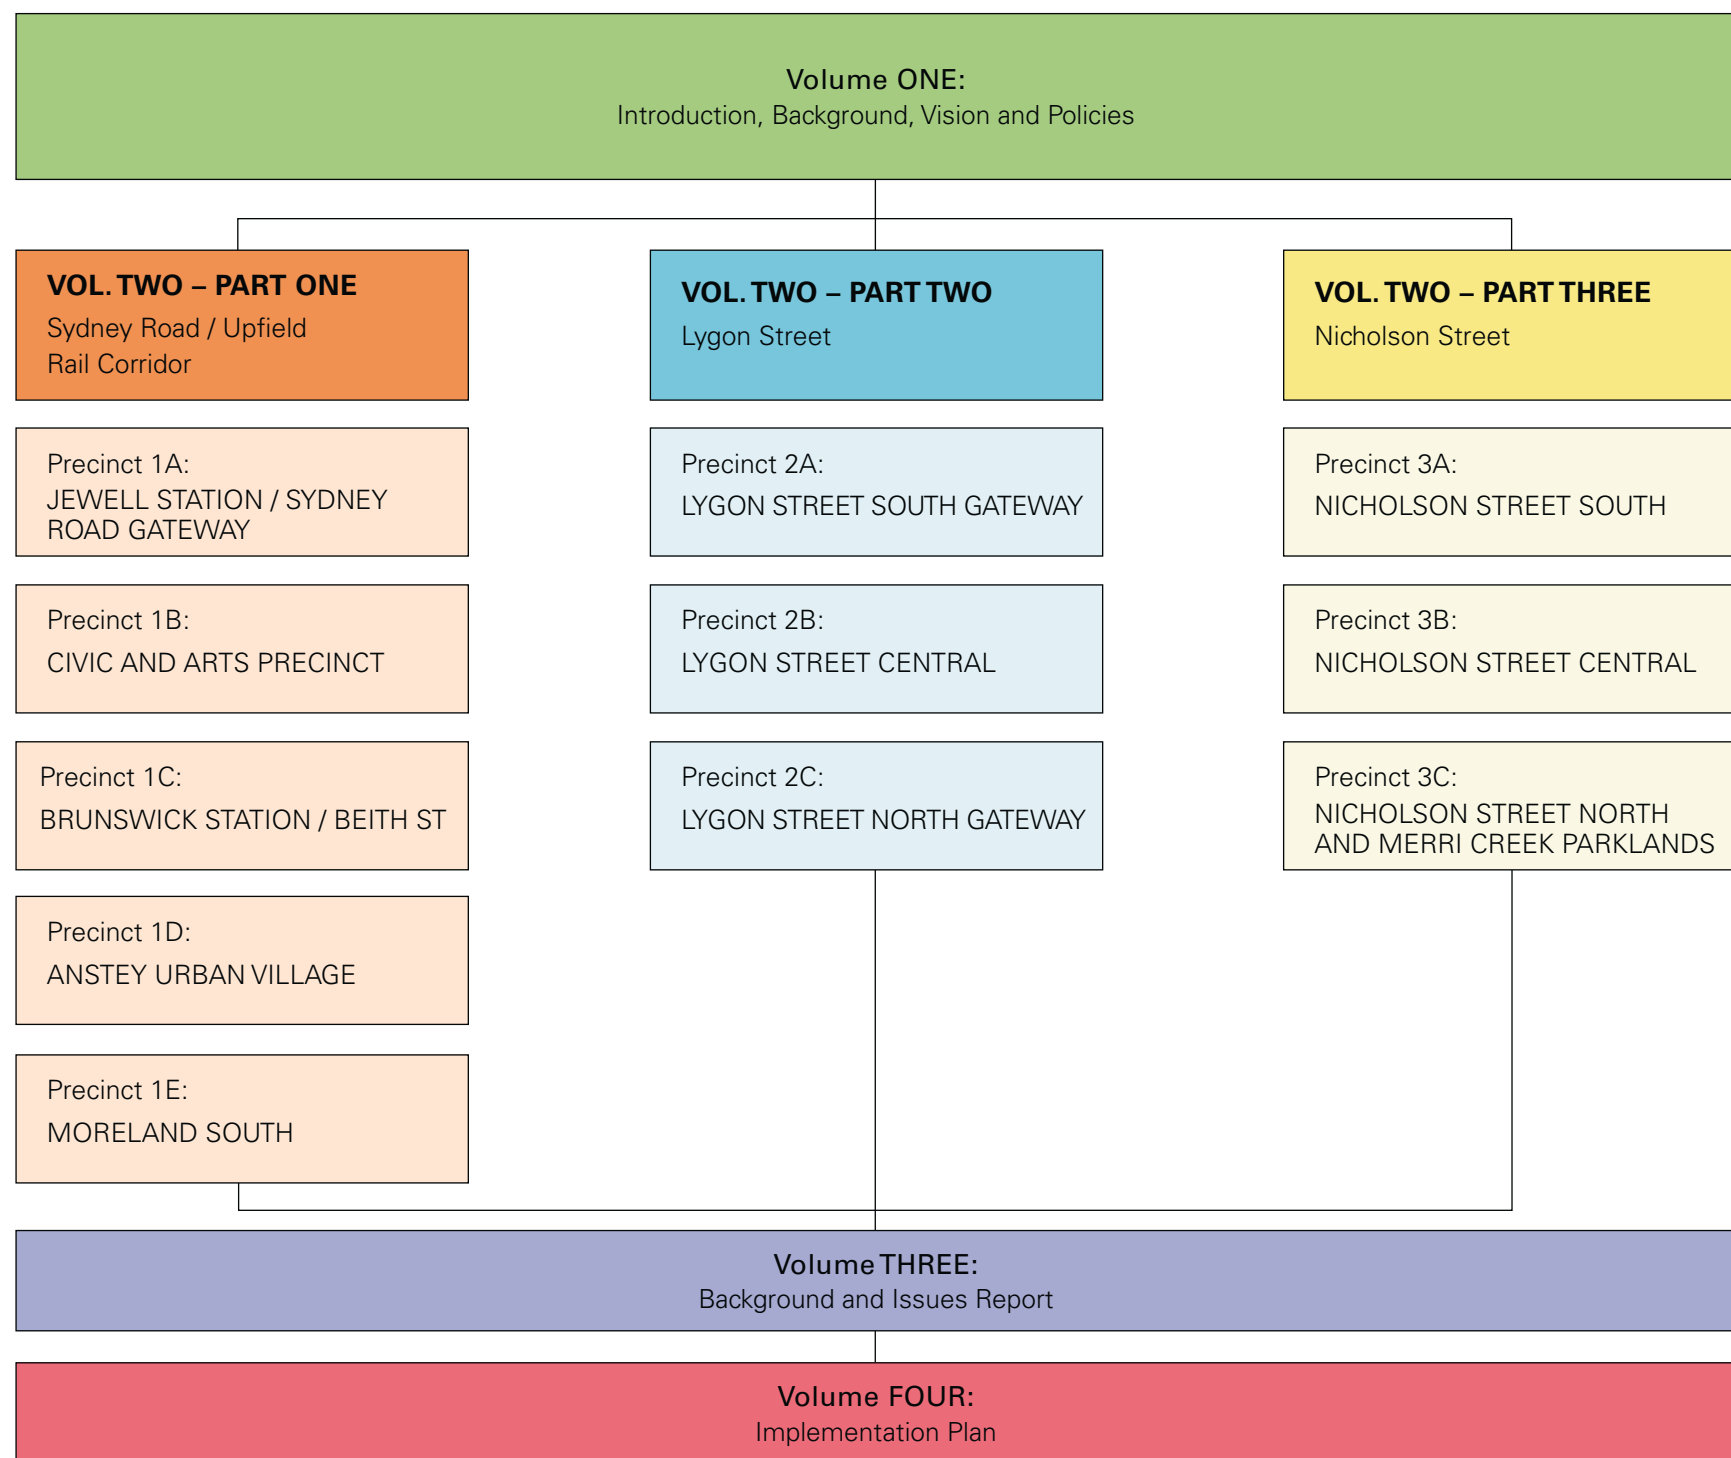 Volume ONE:
Introduction, Background, Vision and Policies
VOL. TWO – PART ONE
Sydney Road / Upfield
Rail Corridor
Precinct 1A:
JEWELL STATION / SYDNEY
ROAD GATEWAY
Precinct 1B:
CIVIC AND ARTS PRECINCT
Precinct 1C:
BRUNSWICK STATION / BEITH ST
Precinct 1D:
ANSTEY URBAN VILLAGE
Precinct 1E:
MORELAND SOUTH
VOL. TWO – PART TWO
Lygon Street
Precinct 2A:
LYGON STREET SOUTH GATEWAY
Precinct 2B:
LYGON STREET CENTRAL
Precinct 2C:
LYGON STREET NORTH GATEWAY
VOL. TWO – PART THREE
Nicholson Street
Precinct 3A:
NICHOLSON STREET SOUTH
Precinct 3B:
NICHOLSON STREET CENTRAL
Precinct 3C:
NICHOLSON STREET NORTH
AND MERRI CREEK PARKLANDS
Volume THREE:
Background and Issues Report
Volume FOUR:
Implementation Plan